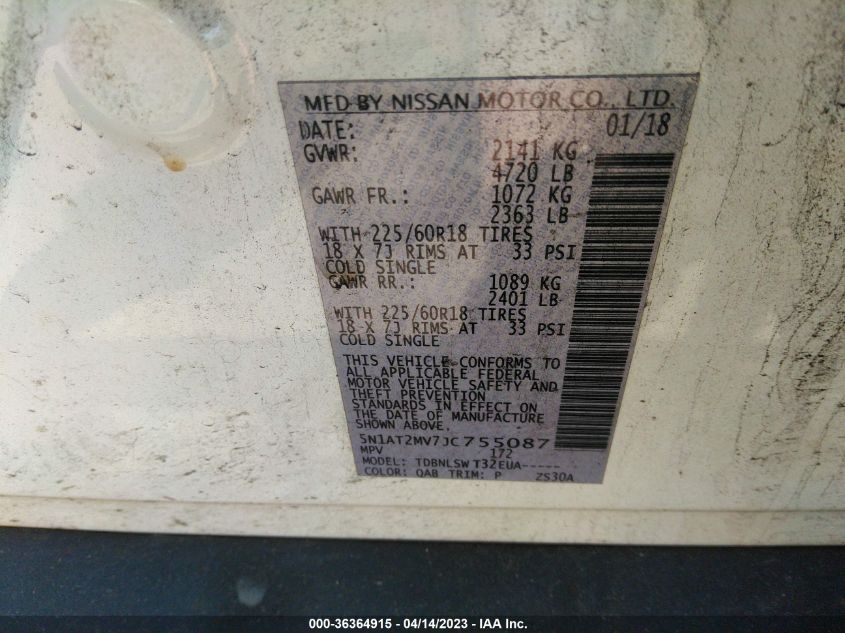 MFD BY NISSAN MOTOR CO., LTD.
DATE: 01/18
GVWR: 2141 KG
4720 LB
GAWR FR.: 1072 KG
2363 LB
WITH 225/60R18 TIRES
18 X 7J RIMS AT 33 PSI
COLD SINGLE
GAWR RR.: 1089 KG
2401 LB
WITH 225/60R18 TIRES
18 X 7J RIMS AT 33 PSI
COLD SINGLE
THIS VEHICLE CONFORMS TO
ALL APPLICABLE FEDERAL
MOTOR VEHICLE SAFETY AND
THEFT PREVENTION
STANDARDS IN EFFECT ON
THE DATE OF MANUFACTURE
SHOWN ABOVE.
5N1AT2MV7JC755087
MPV 172
MODEL: TDBNLSW T32EUA-----
COLOR: QAB TRIM: P ZS30A
000-36364915 - 04/14/2023 - IAA Inc.